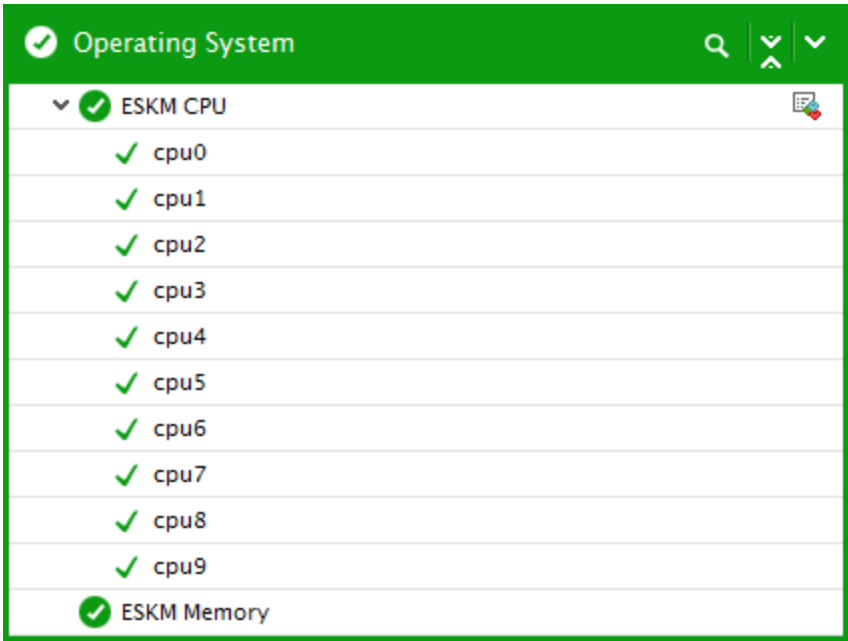 Operating System
ESKM CPU
cpu0
cpu1
cpu2
cpu3
cpu4
cpu5
cpu6
cpu7
cpu8
cpu9
ESKM Memory